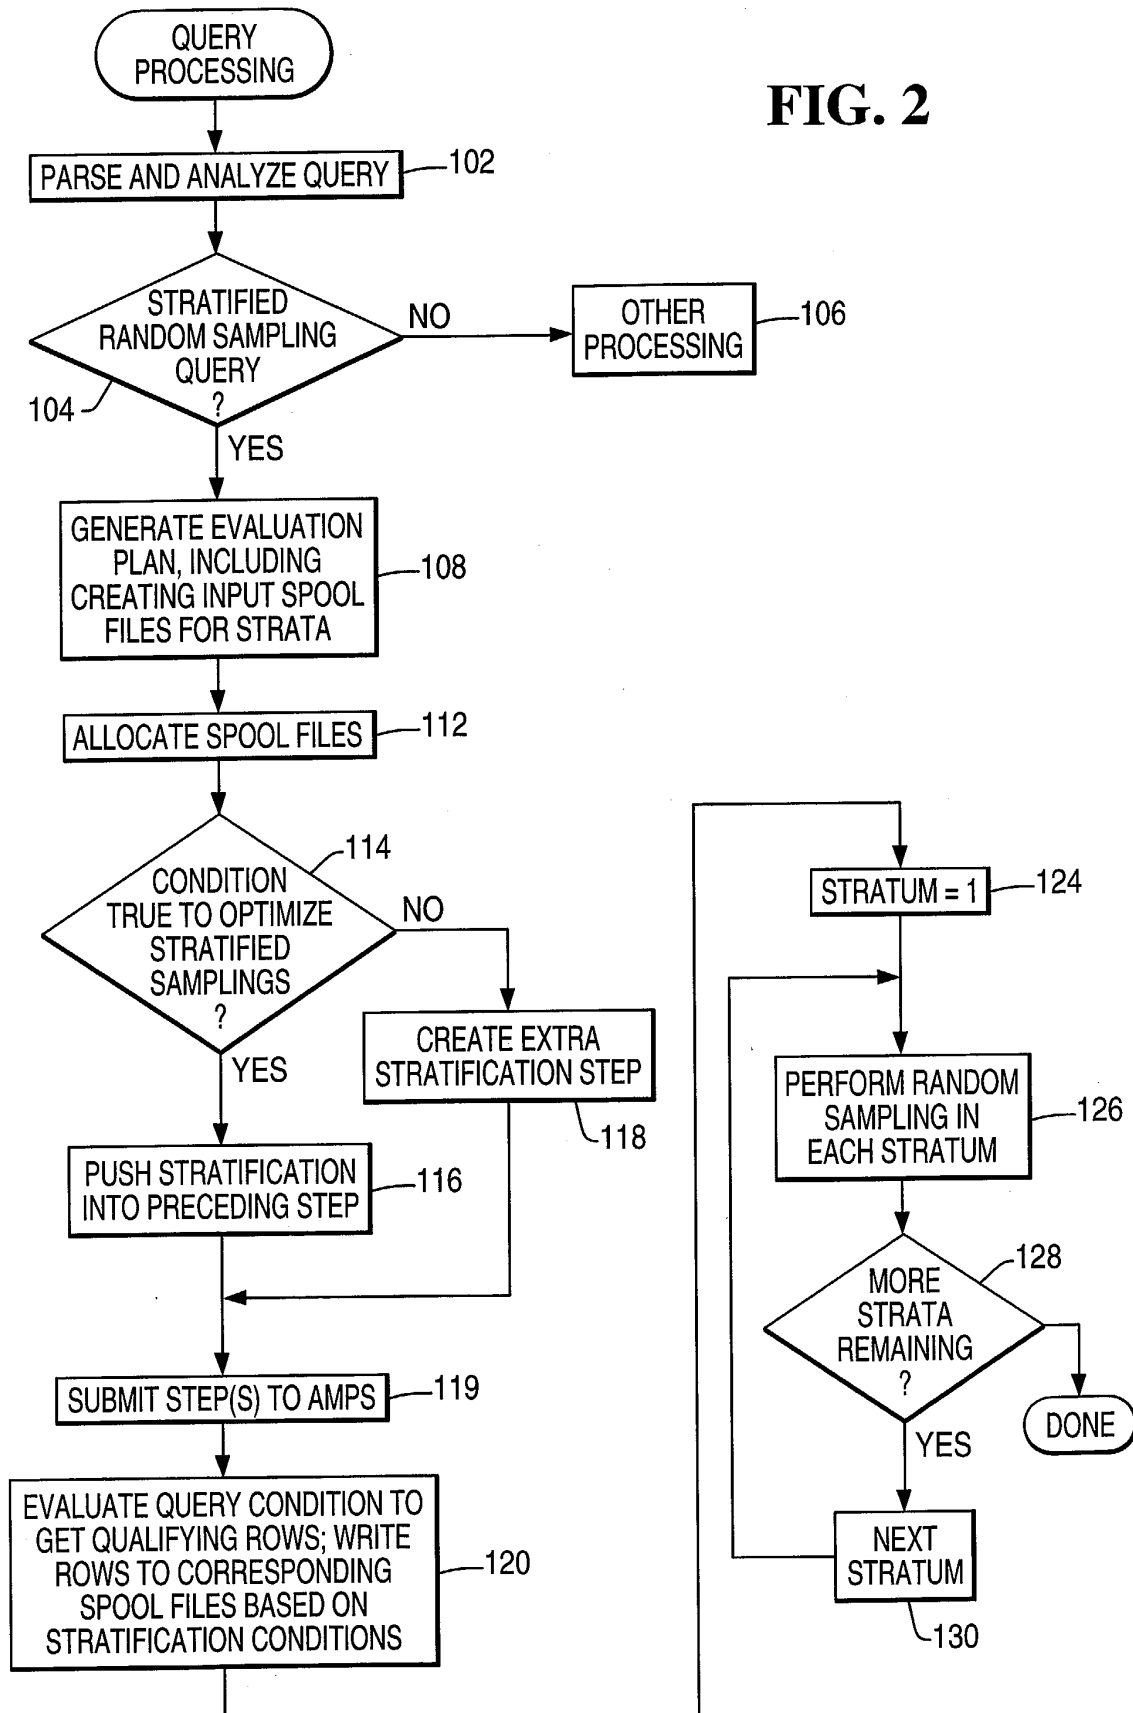 QUERY
PROCESSING
FIG. 2
PARSE AND ANALYZE QUERY
102
STRATIFIED
RANDOM SAMPLING
QUERY
?
104
NO
OTHER
PROCESSING
106
YES
GENERATE EVALUATION
PLAN, INCLUDING
CREATING INPUT SPOOL
FILES FOR STRATA
108
ALLOCATE SPOOL FILES
112
CONDITION
TRUE TO OPTIMIZE
STRATIFIED
SAMPLINGS
?
114
NO
YES
CREATE EXTRA
STRATIFICATION STEP
118
PUSH STRATIFICATION
INTO PRECEDING STEP
116
SUBMIT STEP(S) TO AMPS
119
EVALUATE QUERY CONDITION TO
GET QUALIFYING ROWS; WRITE
ROWS TO CORRESPONDING
SPOOL FILES BASED ON
STRATIFICATION CONDITIONS
120
STRATUM = 1
124
PERFORM RANDOM
SAMPLING IN
EACH STRATUM
126
MORE
STRATA
REMAINING
?
128
DONE
YES
NEXT
STRATUM
130